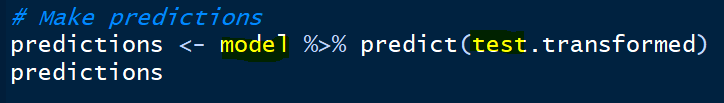 # Make predictions
predictions <- model %>% predict(test.transformed)
predictions